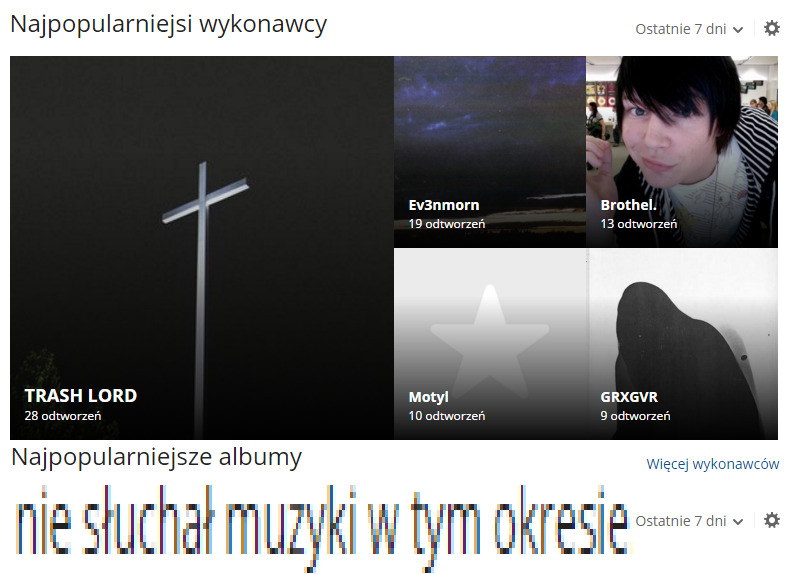 Najpopularniejsi wykonawcy
Ostatnie 7 dni
Ev3nmorn
19 odtworzeń
Brothel.
13 odtworzeń
TRASH LORD
28 odtworzeń
Motyl
10 odtworzeń
GRXGVR
9 odtworzeń
Najpopularniejsze albumy
Więcej wykonawców
nie słuchał muzyki w tym okresie
Ostatnie 7 dni